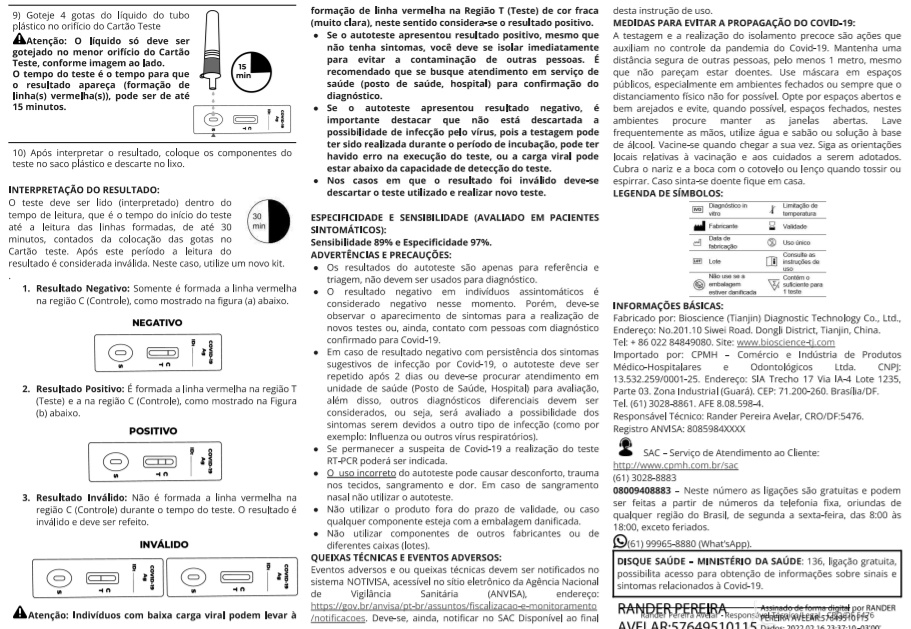 9) Goteje 4 gotas do líquido do tubo
plástico no orifício do Cartão Teste
Atenção: O líquido só deve ser
gotejado no menor orifício do Cartão
Teste, conforme imagem ao lado.
O tempo do teste é o tempo para que
o resultado apareça (formação de
linha(s) vermelha(s)), pode ser de até
15 minutos.
15
min
COVID-19
Ag
ID:
C
T
S
10) Após interpretar o resultado, coloque os componentes do
teste no saco plástico e descarte no lixo.
INTERPRETAÇÃO DO RESULTADO:
O teste deve ser lido (interpretado) dentro do
tempo de leitura, que é o tempo do início do teste
até a leitura das linhas formadas, de até 30
minutos, contados da colocação das gotas no
Cartão teste. Após este período a leitura do
resultado é considerada inválida. Neste caso, utilize um novo kit.
.
30
min
1. Resultado Negativo: Somente é formada a linha vermelha
na região C (Controle), como mostrado na figura (a) abaixo.
NEGATIVO
COVID-19
Ag
ID:
C
T
S
2. Resultado Positivo: É formada a linha vermelha na região T
(Teste) e a na região C (Controle), como mostrado na Figura
(b) abaixo.
POSITIVO
COVID-19
Ag
ID:
C
T
S
3. Resultado Inválido: Não é formada a linha vermelha na
região C (Controle) durante o tempo do teste. O resultado é
inválido e deve ser refeito.
INVÁLIDO
COVID-19
Ag
ID:
C
T
S
COVID-19
Ag
ID:
C
T
S
Atenção: Indivíduos com baixa carga viral podem levar à
formação de linha vermelha na Região T (Teste) de cor fraca
(muito clara), neste sentido considera-se o resultado positivo.
• Se o autoteste apresentou resultado positivo, mesmo que
não tenha sintomas, você deve se isolar imediatamente
para evitar a contaminação de outras pessoas. É
recomendado que se busque atendimento em serviço de
saúde (posto de saúde, hospital) para confirmação do
diagnóstico.
• Se o autoteste apresentou resultado negativo, é
importante destacar que não está descartada a
possibilidade de infecção pelo vírus, pois a testagem pode
ter sido realizada durante o período de incubação, pode ter
havido erro na execução do teste, ou a carga viral pode
estar abaixo da capacidade de detecção do teste.
• Nos casos em que o resultado for inválido deve-se
descartar o teste utilizado e realizar novo teste.
ESPECIFICIDADE E SENSIBILIDADE (AVALIADO EM PACIENTES
SINTOMÁTICOS):
Sensibilidade 89% e Especificidade 97%.
ADVERTÊNCIAS E PRECAUÇÕES:
• Os resultados do autoteste são apenas para referência e
triagem, não devem ser usados para diagnóstico.
• O resultado negativo em indivíduos assintomáticos é
considerado negativo nesse momento. Porém, deve-se
observar o aparecimento de sintomas para a realização de
novos testes ou, ainda, contato com pessoas com diagnóstico
confirmado para Covid-19.
• Em caso de resultado negativo com persistência dos sintomas
sugestivos de infecção por Covid-19, o autoteste deve ser
repetido após 2 dias ou deve-se procurar atendimento em
unidade de saúde (Posto de Saúde, Hospital) para avaliação,
além disso, outros diagnósticos diferenciais devem ser
considerados, ou seja, será avaliado a possibilidade dos
sintomas serem devidos a outro tipo de infecção (como por
exemplo: Influenza ou outros vírus respiratórios).
• Se permanecer a suspeita de Covid-19 a realização do teste
RT-PCR poderá ser indicada.
• O uso incorreto do autoteste pode causar desconforto, trauma
nos tecidos, sangramento e dor. Em caso de sangramento
nasal não utilizar o autoteste.
• Não utilizar o produto fora do prazo de validade, ou caso
qualquer componente esteja com a embalagem danificada.
• Não utilizar componentes de outros fabricantes ou de
diferentes caixas (lotes).
QUEIXAS TÉCNICAS E EVENTOS ADVERSOS:
Eventos adversos e ou queixas técnicas devem ser notificados no
sistema NOTIVISA, acessível no sítio eletrônico da Agência Nacional
de Vigilância Sanitária (ANVISA), endereço:
https://gov.br/anvisa/pt-br/assuntos/fiscalizacao-e-monitoramento
/notificacoes. Deve-se, ainda, notificar no SAC Disponível ao final
desta instrução de uso.
MEDIDAS PARA EVITAR A PROPAGAÇÃO DO COVID-19:
A testagem e a realização do isolamento precoce são ações que
auxiliam no controle da pandemia do Covid-19. Mantenha uma
distância segura de outras pessoas, pelo menos 1 metro, mesmo
que não pareçam estar doentes. Use máscara em espaços
públicos, especialmente em ambientes fechados ou sempre que o
distanciamento físico não for possível. Opte por espaços abertos e
bem arejados e evite, quando possível, espaços fechados, nestes
ambientes procure manter as janelas abertas. Lave
frequentemente as mãos, utilize água e sabão ou solução à base
de álcool. Vacine-se quando chegar a sua vez. Siga as orientações
locais relativas à vacinação e aos cuidados a serem adotados.
Cubra o nariz e a boca com o cotovelo ou lenço quando tossir ou
espirrar. Caso sinta-se doente fique em casa.
LEGENDA DE SÍMBOLOS:
IVD Diagnóstico in vitro
Limitação de temperatura
Fabricante
Validade
Data de fabricação
Uso único
LOT Lote
Consulte as instruções de uso
Não use se a embalagem estiver danificada
Contém o suficiente para 1 teste
INFORMAÇÕES BÁSICAS:
Fabricado por: Bioscience (Tianjin) Diagnostic Technology Co., Ltd.,
Endereço: No.201.10 Siwei Road. Dongli District, Tianjin, China.
Tel: + 86 022 84849080. Site: www.bioscience-tj.com
Importado por: CPMH – Comércio e Indústria de Produtos
Médico-Hospitalares e Odontológicos Ltda. CNPJ:
13.532.259/0001-25. Endereço: SIA Trecho 17 Via IA-4 Lote 1235,
Parte 03. Zona Industrial (Guará). CEP: 71.200-260. Brasília/DF.
Tel. (61) 3028-8861. AFE 8.08.598-4.
Responsável Técnico: Rander Pereira Avelar, CRO/DF:5476.
Registro ANVISA: 8085984XXXX
SAC – Serviço de Atendimento ao Cliente:
http://www.cpmh.com.br/sac
(61) 3028-8883
08009408883 – Neste número as ligações são gratuitas e podem
ser feitas a partir de números da telefonia fixa, oriundas de
qualquer região do Brasil, de segunda a sexta-feira, das 8:00 às
18:00, exceto feriados.
(61) 99965-8880 (What'sApp).
DISQUE SAÚDE – MINISTÉRIO DA SAÚDE: 136, ligação gratuita,
possibilita acesso para obtenção de informações sobre sinais e
sintomas relacionados à Covid-19.
RANDER PEREIRA
AVELAR:57649510115
Assinado de forma digital por RANDER
PEREIRA AVELAR:57649510115
Dados: 2022.02.16 23:37:10 -03'00'
Rander Pereira Avelar - Responsável Técnico/Legal - CRO/DF 5476